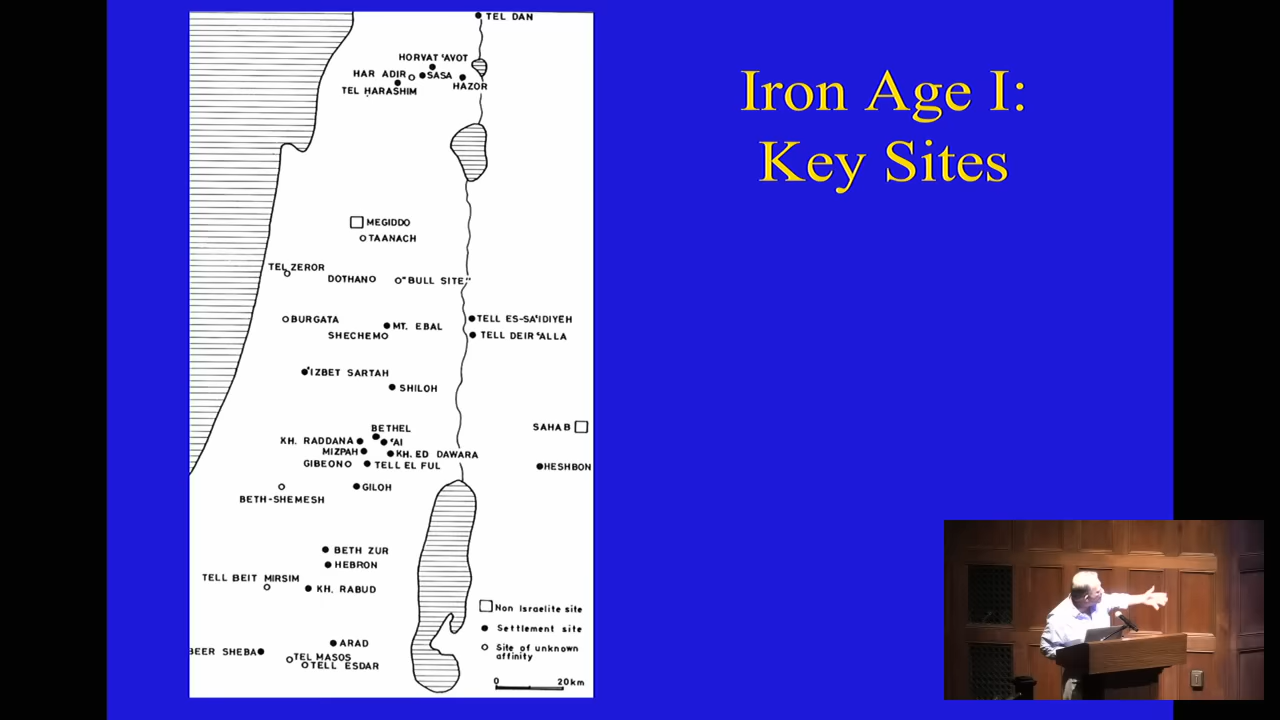 Iron Age I:
Key Sites
TEL DAN
HORVAT 'AVOT
HAR ADIR
SASA
TEL HARASHIM
HAZOR
MEGIDDO
TAANACH
TEL ZEROR
DOTHAN
"BULL SITE"
BURGATA
MT. EBAL
SHECHEM
TELL ES-SA'IDIYEH
TELL DEIR 'ALLA
'IZBET SARTAH
SHILOH
BETHEL
SAHAB
KH. RADDANA
'AI
MIZPAH
KH. ED DAWARA
GIBEON
TELL EL FUL
HESHBON
BETH-SHEMESH
GILOH
BETH ZUR
HEBRON
TELL BEIT MIRSIM
KH. RABUD
ARAD
BEER SHEBA
TEL MASOS
TELL ESDAR
Non Israelite site
Settlement site
Site of unknown
affinity
0 20km